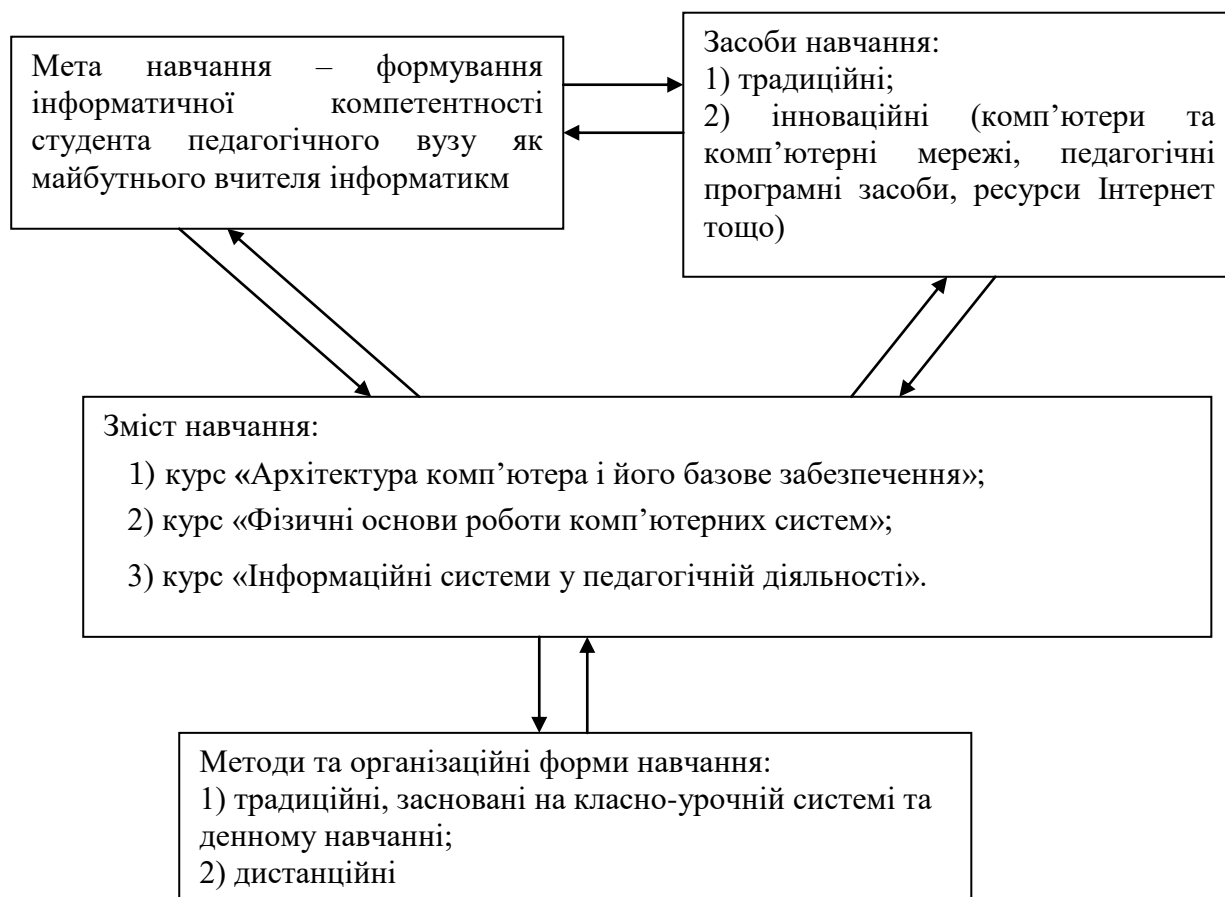 Мета навчання – формування
інформатичної компетентності
студента педагогічного вузу як
майбутнього вчителя інформатикм
Засоби навчання:
1) традиційні;
2) інноваційні (комп’ютери та
комп’ютерні мережі, педагогічні
програмні засоби, ресурси Інтернет
тощо)
Зміст навчання:
1) курс «Архітектура комп’ютера і його базове забезпечення»;
2) курс «Фізичні основи роботи комп’ютерних систем»;
3) курс «Інформаційні системи у педагогічній діяльності».
Методи та організаційні форми навчання:
1) традиційні, засновані на класно-урочній системі та
денному навчанні;
2) дистанційні